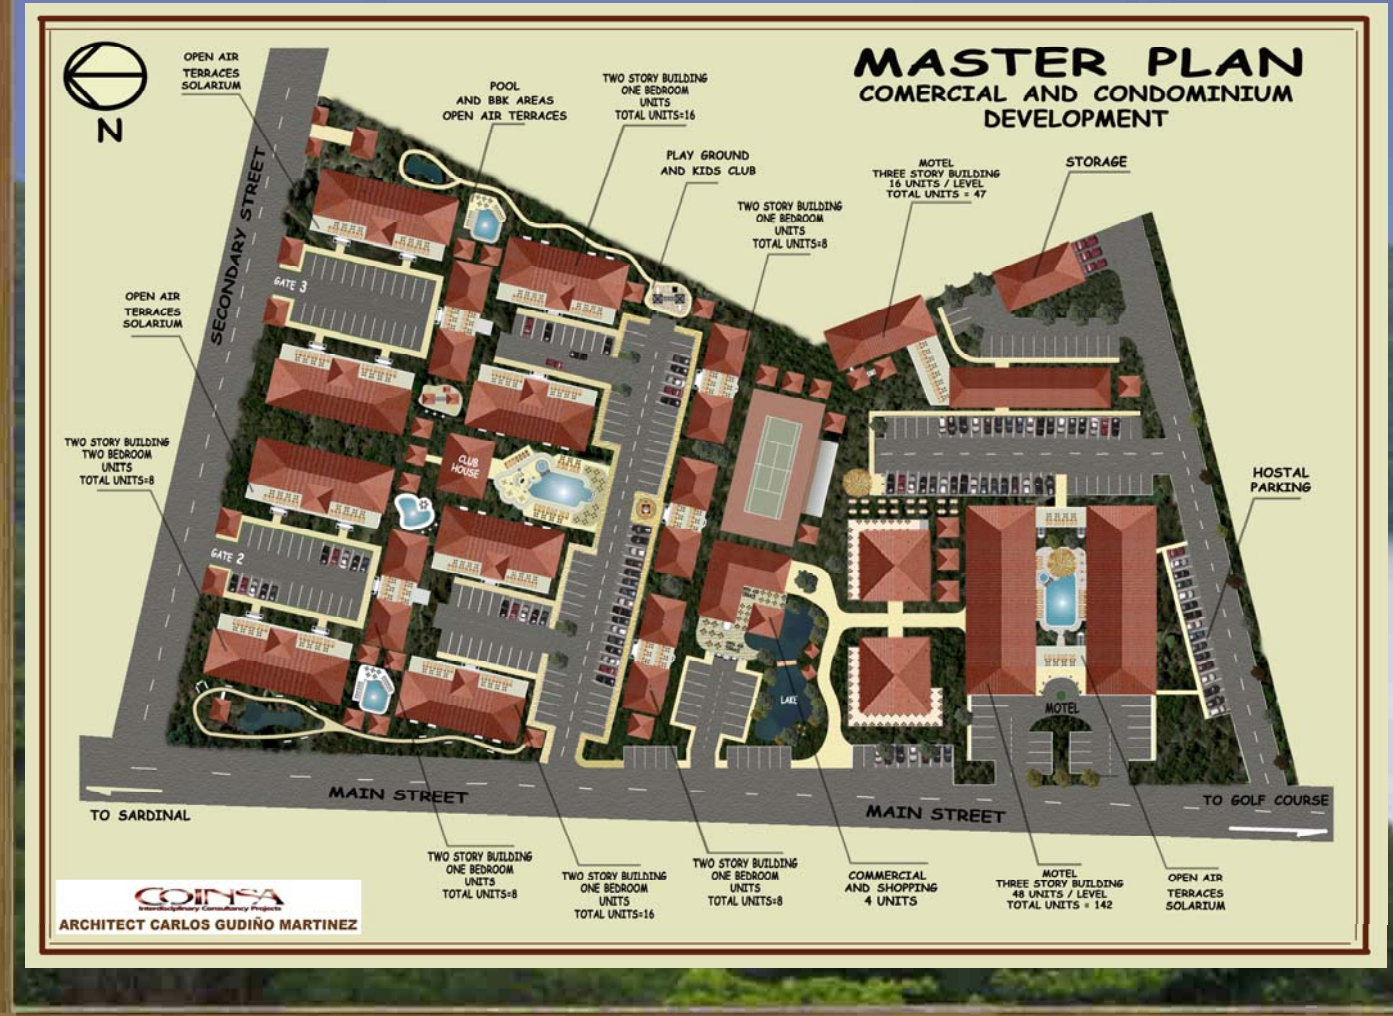 MASTER PLAN
COMERCIAL AND CONDOMINIUM
DEVELOPMENT
N
OPEN AIR
TERRACES
SOLARIUM
POOL
AND BBK AREAS
OPEN AIR TERRACES
TWO STORY BUILDING
ONE BEDROOM
UNITS
TOTAL UNITS=16
PLAY GROUND
AND KIDS CLUB
TWO STORY BUILDING
ONE BEDROOM
UNITS
TOTAL UNITS=8
MOTEL
THREE STORY BUILDING
16 UNITS / LEVEL
TOTAL UNITS = 47
STORAGE
SECONDARY STREET
GATE 3
OPEN AIR
TERRACES
SOLARIUM
TWO STORY BUILDING
TWO BEDROOM
UNITS
TOTAL UNITS=8
CLUB
HOUSE
HOSTAL
PARKING
GATE 2
LAKE
MOTEL
MAIN STREET
MAIN STREET
TO SARDINAL
TO GOLF COURSE
TWO STORY BUILDING
ONE BEDROOM
UNITS
TOTAL UNITS=8
TWO STORY BUILDING
ONE BEDROOM
UNITS
TOTAL UNITS=16
TWO STORY BUILDING
ONE BEDROOM
UNITS
TOTAL UNITS=8
COMMERCIAL
AND SHOPPING
4 UNITS
MOTEL
THREE STORY BUILDING
48 UNITS / LEVEL
TOTAL UNITS = 142
OPEN AIR
TERRACES
SOLARIUM
COINSA
Interdisciplinary Consultancy Projects
ARCHITECT CARLOS GUDIÑO MARTINEZ